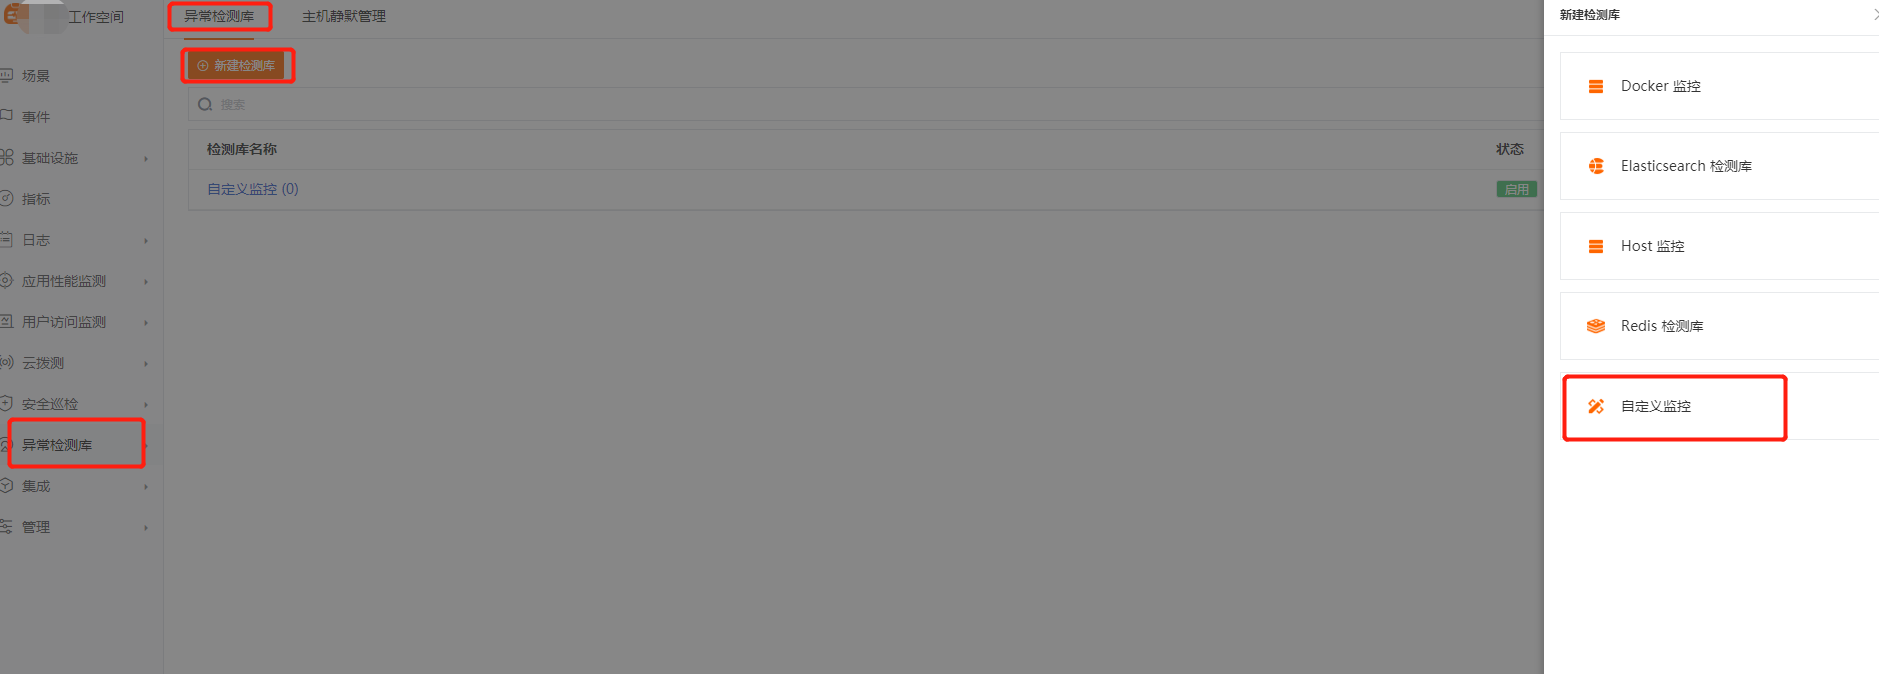 工作空间
场景
事件
基础设施
指标
日志
应用性能监测
用户访问监测
云拨测
安全巡检
异常检测库
集成
管理
异常检测库
主机静默管理
新建检测库
搜索
检测库名称
状态
自定义监控 (0)
启用
新建检测库
Docker 监控
Elasticsearch 检测库
Host 监控
Redis 检测库
自定义监控